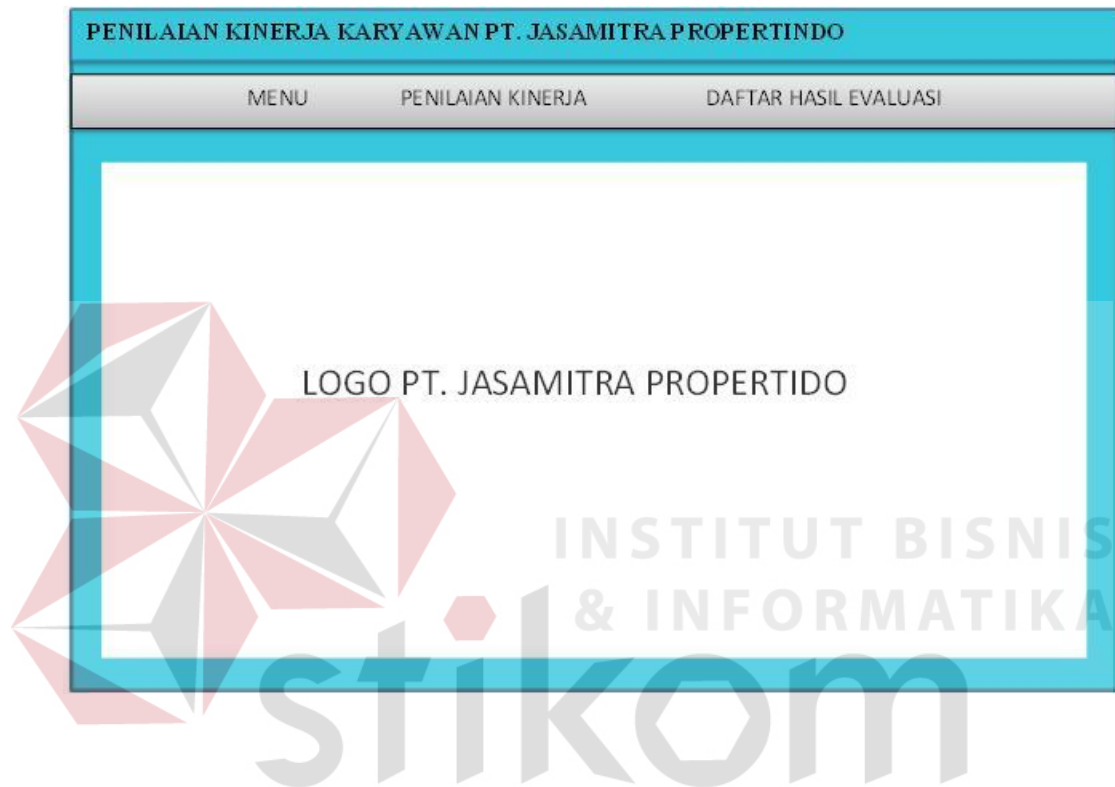 PENILAIAN KINERJA KARYAWAN PT. JASAMITRA PROPERTINDO
MENU PENILAIAN KINERJA DAFTAR HASIL EVALUASI
LOGO PT. JASAMITRA PROPERTIDO
INSTITUT BISNIS
& INFORMATIKA
stikom